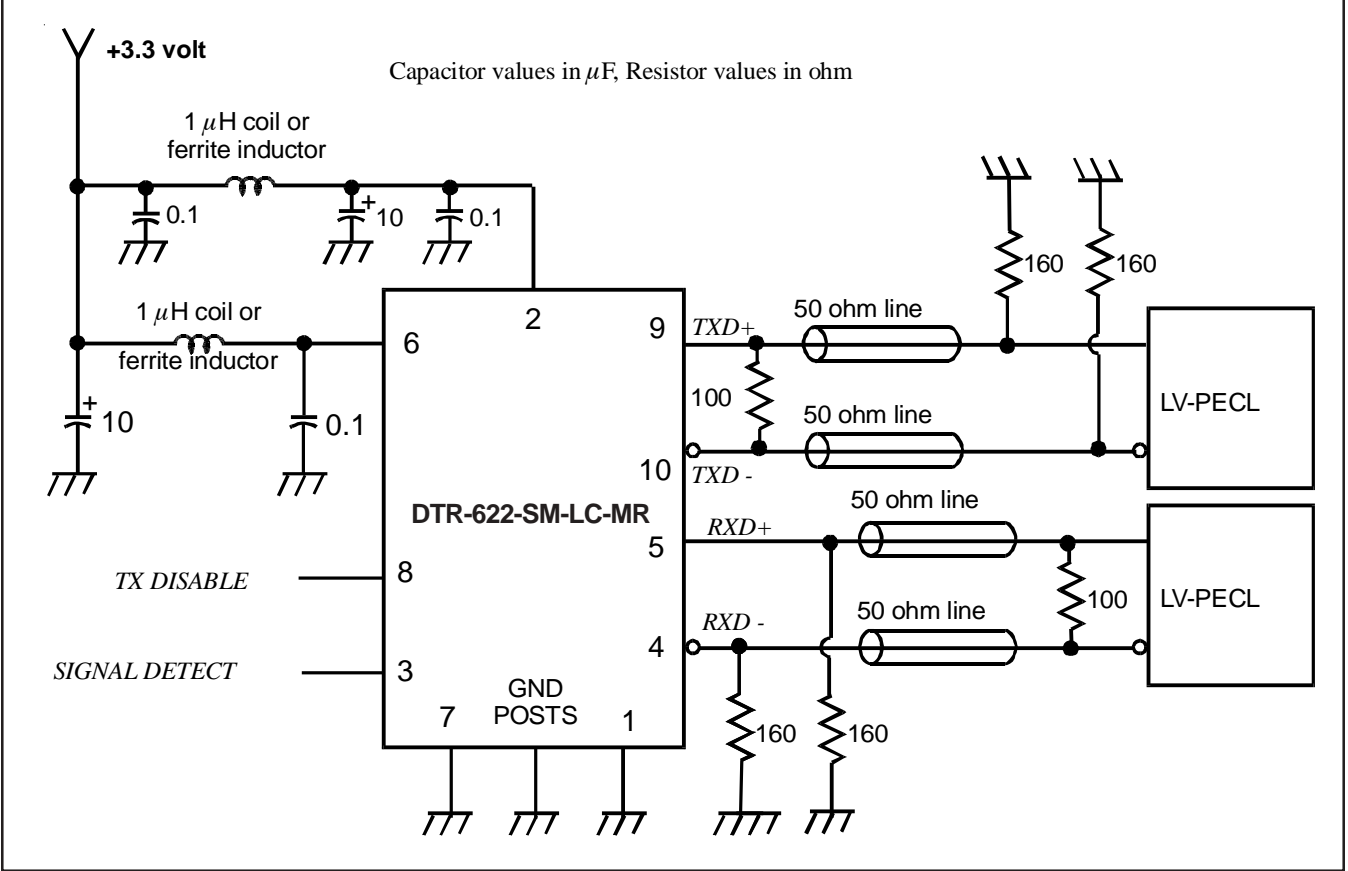 +3.3 volt
Capacitor values in μF, Resistor values in ohm
1 μH coil or
ferrite inductor
0.1
+
10
0.1
160
160
1 μH coil or
ferrite inductor
6
2
9
TXD+
50 ohm line
+
10
0.1
100
50 ohm line
LV-PECL
10
TXD -
DTR-622-SM-LC-MR
5
RXD+
50 ohm line
TX DISABLE
8
100
LV-PECL
50 ohm line
RXD -
4
SIGNAL DETECT
3
GND
POSTS
7
1
160
160